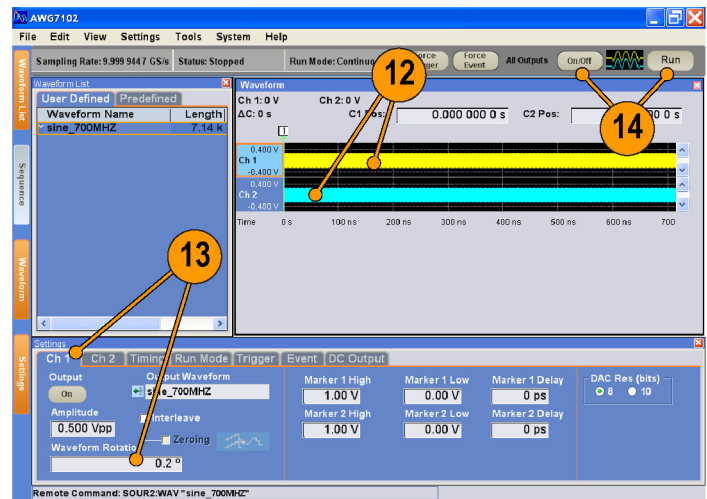 AWG7102
File Edit View Settings Tools System Help
Sampling Rate: 9.999 9447 GS/s Status: Stopped Run Mode: Continuo Force Event All Outputs On/Off Run
Waveform List
User Defined Predefined
Waveform Name Length
sine_700MHZ 7.14 k
Waveform
Ch 1: 0 V Ch 2: 0 V
ΔC: 0 s Pos: 0.000 000 0 s C2 Pos: 00 0 s
T
0.400 V
Ch 1
-0.400 V
0.400 V
Ch 2
-0.400 V
Time 0 s 100 ns 200 ns 300 ns 400 ns 500 ns 600 ns 700
12
13
14
Waveform List
Sequence
Waveform
Settings
Settings
Ch 1 Ch 2 Timing Run Mode Trigger Event DC Output
Output
On
Output Waveform
sine_700MHZ
Amplitude
0.500 Vpp
Interleave
Zeroing
Waveform Rotatio
0.2 °
Marker 1 High Marker 1 Low Marker 1 Delay
1.00 V 0.00 V 0 ps
Marker 2 High Marker 2 Low Marker 2 Delay
1.00 V 0.00 V 0 ps
DAC Res (bits)
8 10
Remote Command: SOUR2:WAV "sine_700MHZ"